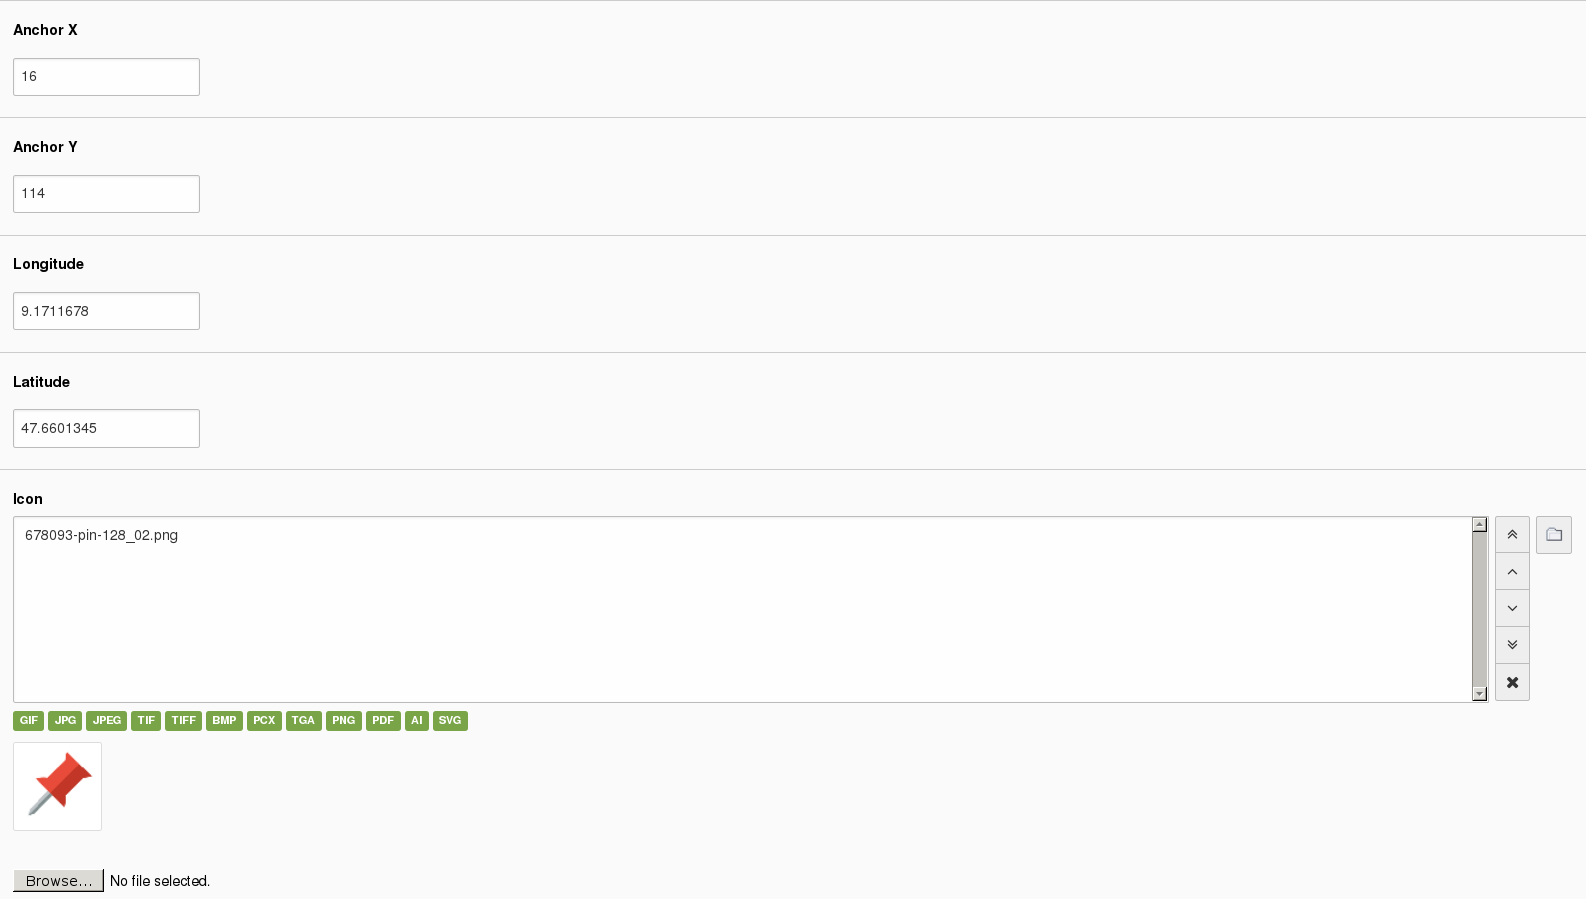 Anchor X
16
Anchor Y
114
Longitude
9.1711678
Latitude
47.6601345
Icon
678093-pin-128_02.png
GIF JPG JPEG TIF TIFF BMP PCX TGA PNG PDF AI SVG
Browse... No file selected.